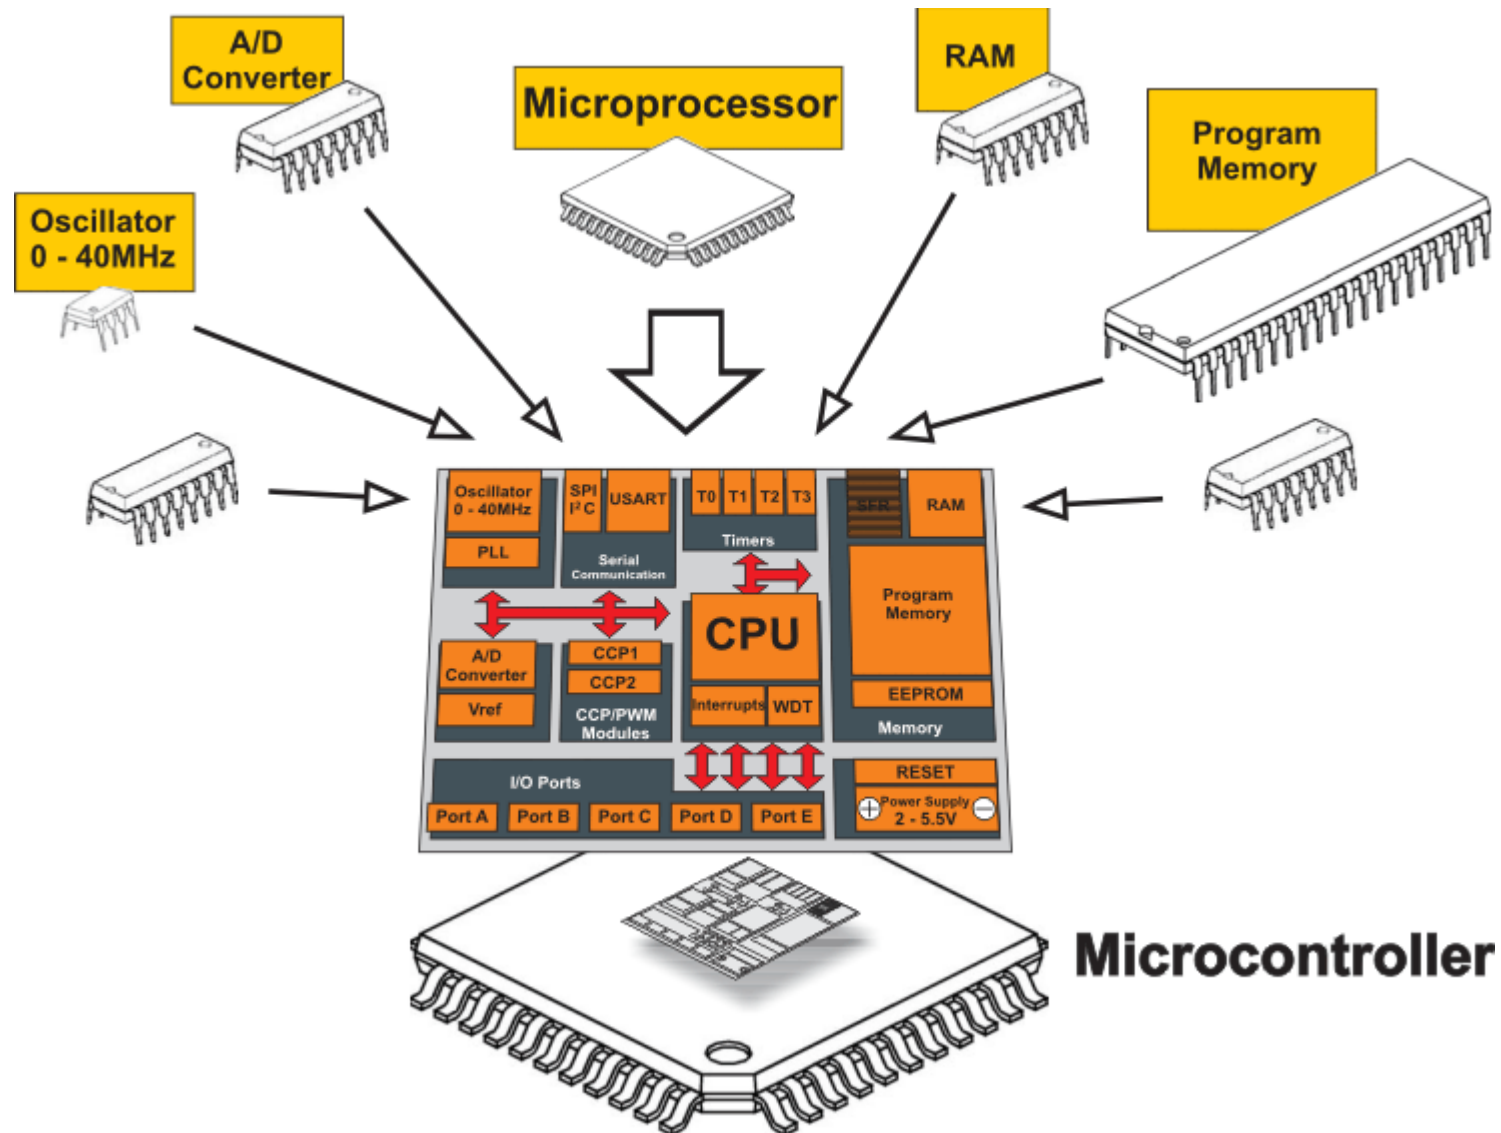 A/D
Converter
Microprocessor
RAM
Program
Memory
Oscillator
0 - 40MHz
Oscillator
0 - 40MHz
PLL
SPI
I²C
USART
Serial
Communication
T0
T1
T2
T3
Timers
SFR
RAM
Program
Memory
EEPROM
Memory
A/D
Converter
Vref
CCP1
CCP2
CCP/PWM
Modules
CPU
Interrupts
WDT
I/O Ports
Port A
Port B
Port C
Port D
Port E
RESET
+
Power Supply
2 - 5.5V
−
Microcontroller